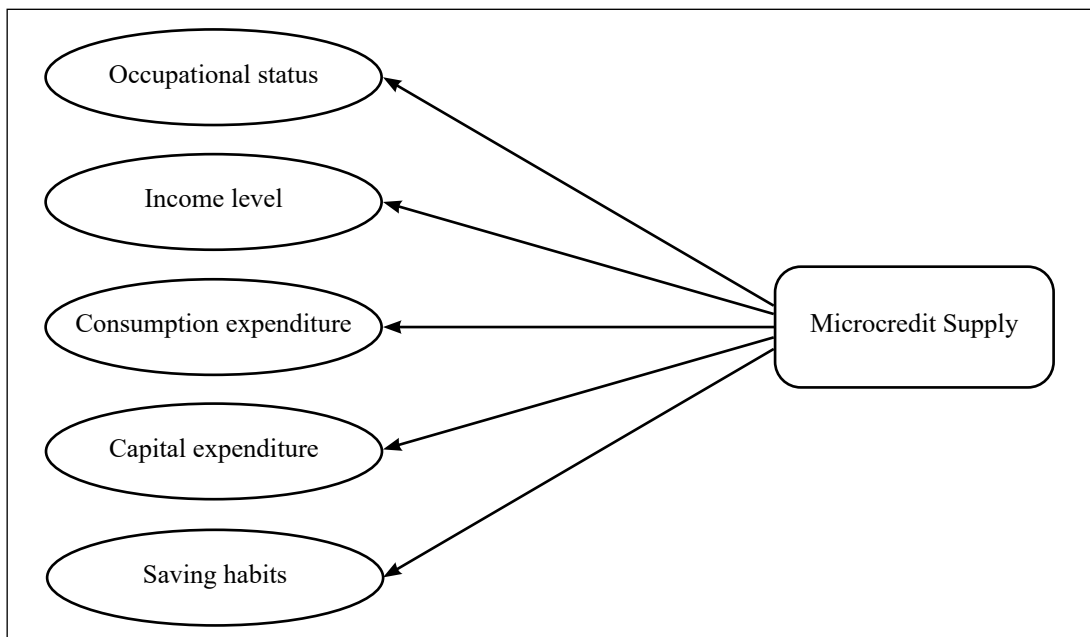 Occupational status
Income level
Consumption expenditure
Microcredit Supply
Capital expenditure
Saving habits